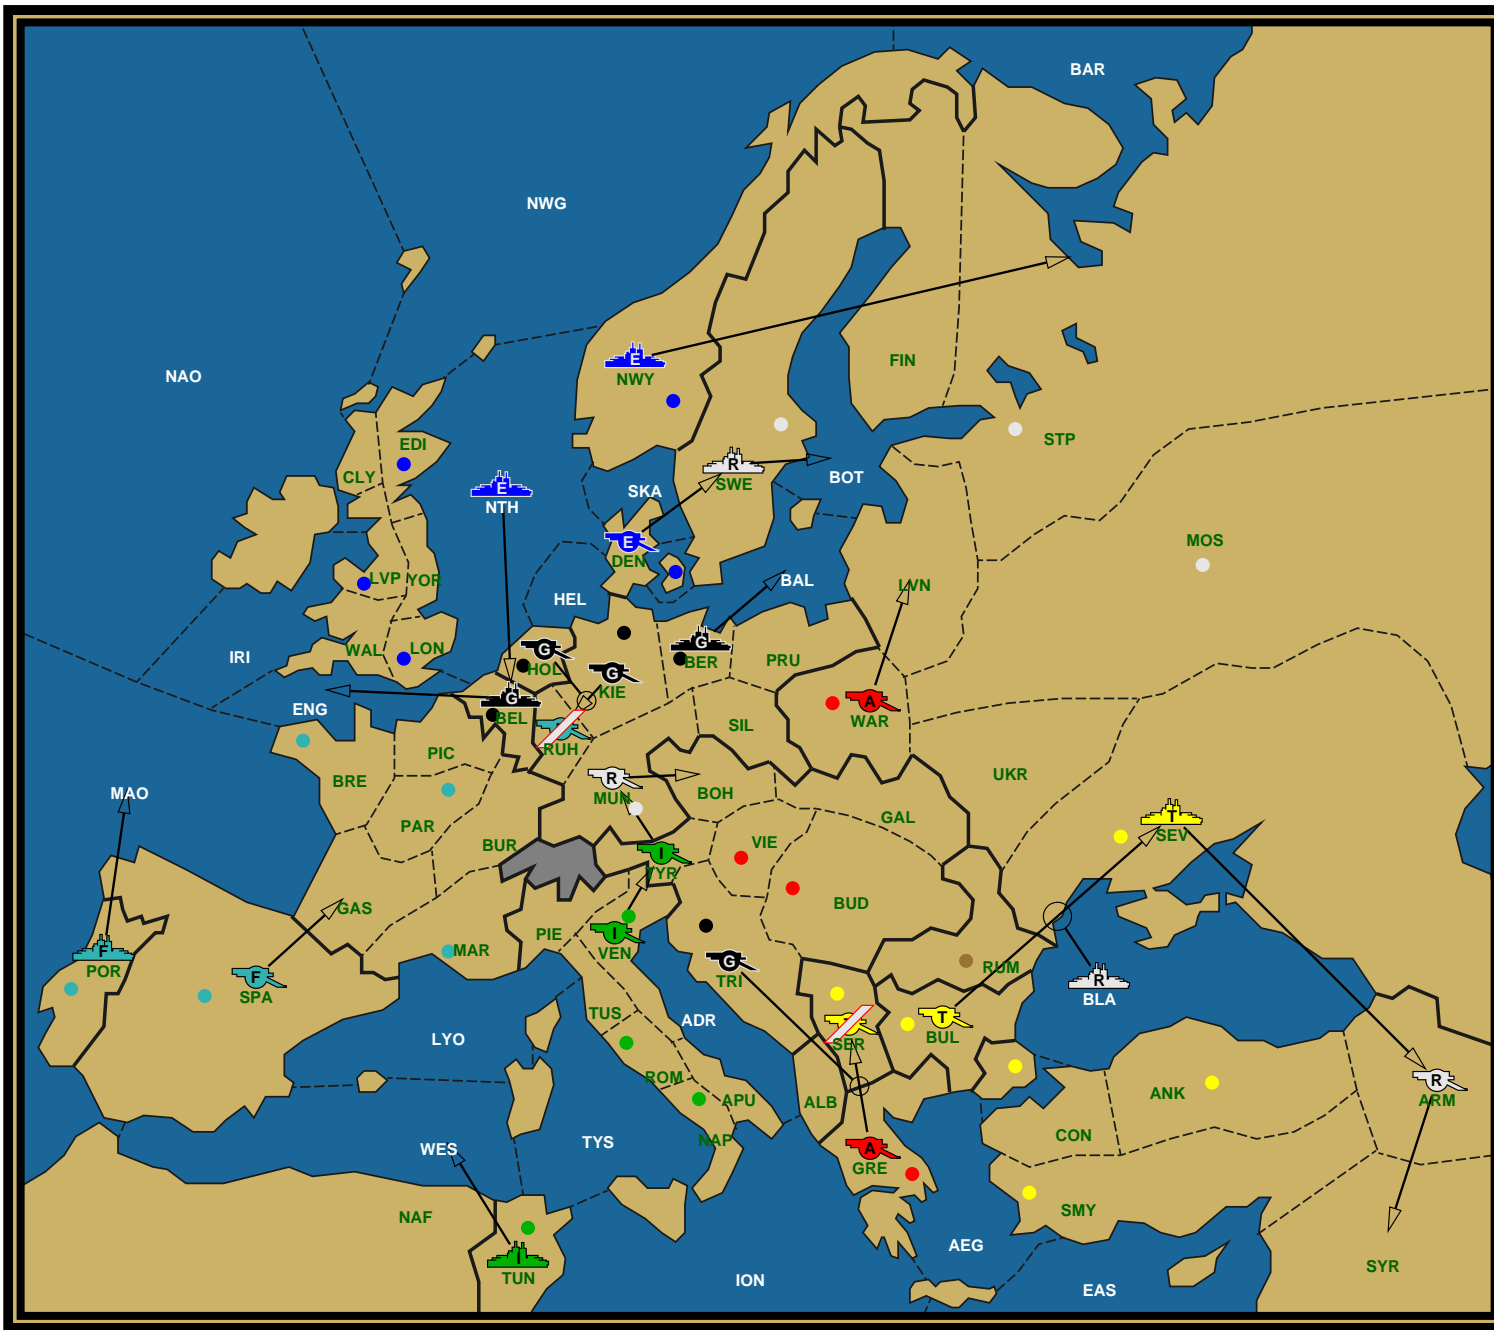 BAR
NWG
NAO
FIN
E
NWY
STP
EDI
CLY
R
SWE
SKA
BOT
E
NTH
MOS
E
DEN
LVP YOR
BAL
LVN
HEL
IRI
WAL
LON
G
HOL
G
KIE
G
BER
PRU
G
BEL
ENG
A
WAR
RUH
SIL
PIC
BRE
R
MUN
BOH
UKR
MAO
PAR
GAL
T
SEV
BUR
VIE
I
TYR
BUD
GAS
PIE
I
VEN
MAR
F
POR
F
SPA
G
TRI
RUM
R
BLA
TUS
ADR
T
BUL
SER
LYO
ROM
APU
ALB
ANK
R
ARM
CON
NAP
WES
TYS
A
GRE
NAF
SMY
AEG
I
TUN
ION
EAS
SYR